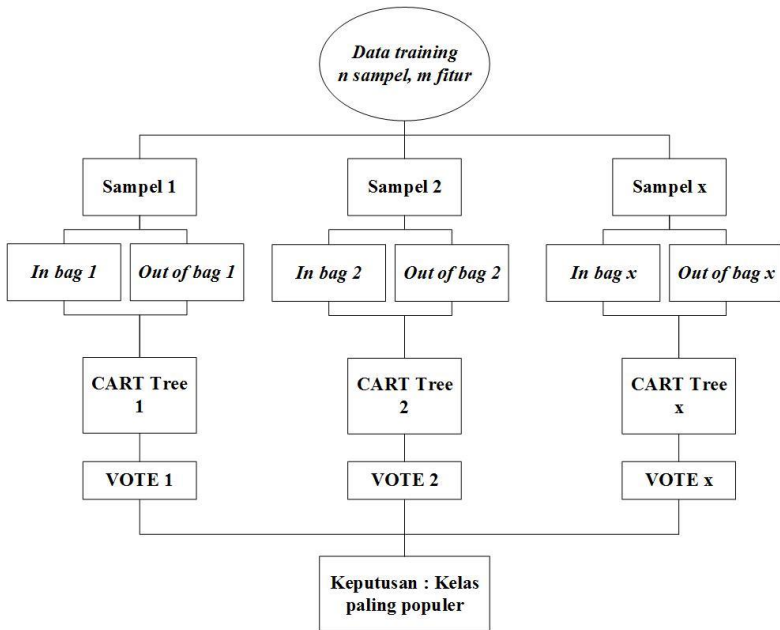 Data training
n sampel, m fitur
Sampel 1
Sampel 2
Sampel x
In bag 1
Out of bag 1
In bag 2
Out of bag 2
In bag x
Out of bag x
CART Tree
1
CART Tree
2
CART Tree
x
VOTE 1
VOTE 2
VOTE x
Keputusan : Kelas
paling populer